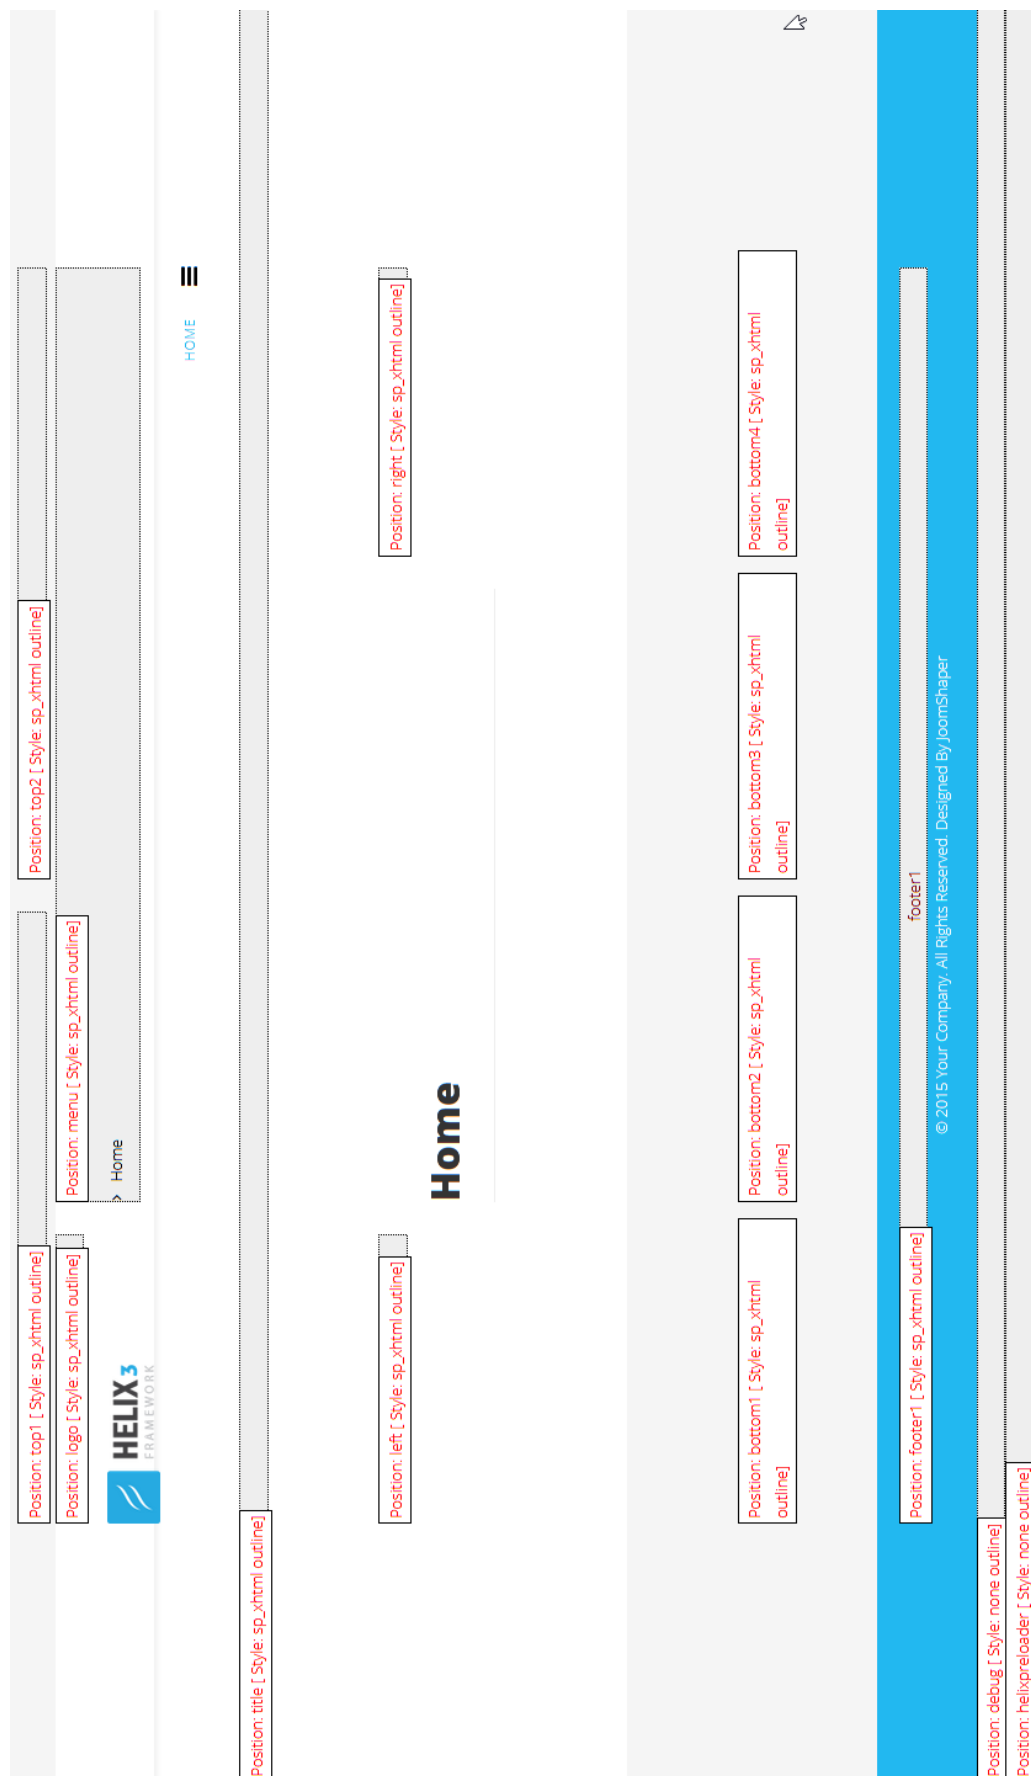 Position: top1 [ Style: sp_xhtml outline]
Position: top2 [ Style: sp_xhtml outline]
Position: logo [ Style: sp_xhtml outline]
Position: menu [ Style: sp_xhtml outline]
HELIX3
FRAMEWORK
Home
HOME
Position: title [ Style: sp_xhtml outline]
Position: left [ Style: sp_xhtml outline]
Position: right [ Style: sp_xhtml outline]
Home
Position: bottom1 [ Style: sp_xhtml
outline]
Position: bottom2 [ Style: sp_xhtml
outline]
Position: bottom3 [ Style: sp_xhtml
outline]
Position: bottom4 [ Style: sp_xhtml
outline]
Position: footer1 [ Style: sp_xhtml outline]
footer1
© 2015 Your Company. All Rights Reserved. Designed By JoomShaper
Position: debug [ Style: none outline]
Position: helixpreloader [ Style: none outline]